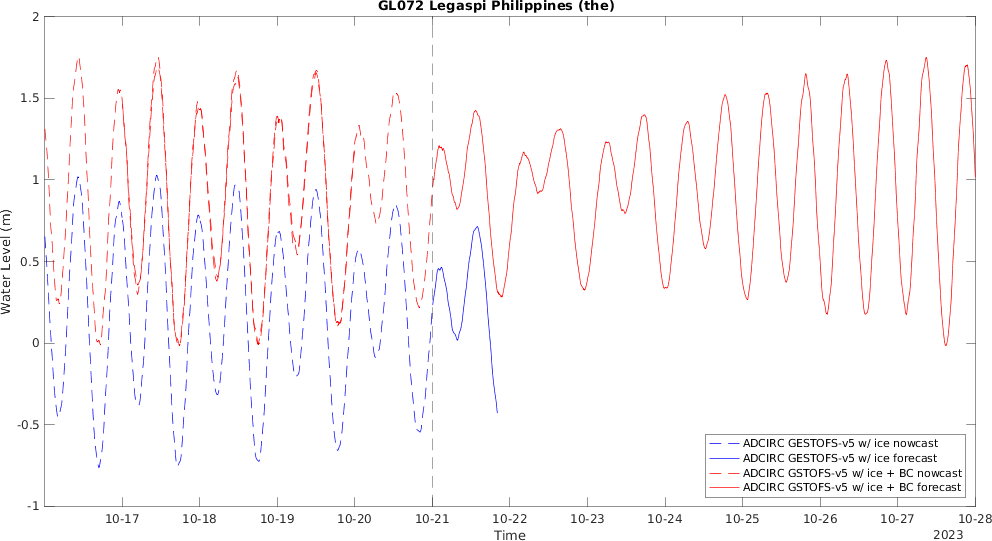 GL072 Legaspi Philippines (the)
2
1.5
1
0.5
0
-0.5
-1
Water Level (m)
10-17 10-18 10-19 10-20 10-21 10-22 10-23 10-24 10-25 10-26 10-27 10-28
Time
2023
ADCIRC GESTOFS-v5 w/ ice nowcast
ADCIRC GESTOFS-v5 w/ ice forecast
ADCIRC GSTOFS-v5 w/ ice + BC nowcast
ADCIRC GSTOFS-v5 w/ ice + BC forecast